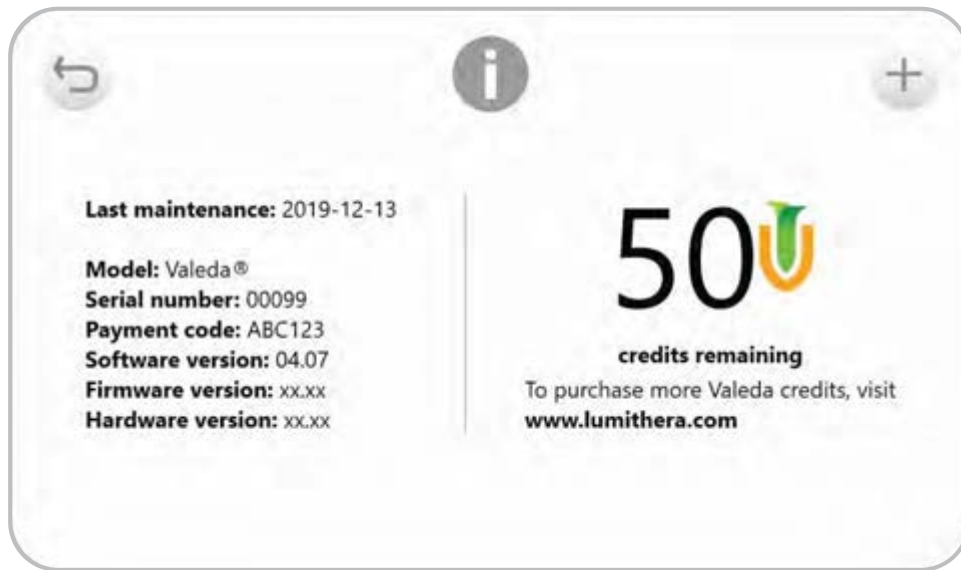 Last maintenance: 2019-12-13
Model: Valeda®
Serial number: 00099
Payment code: ABC123
Software version: 04.07
Firmware version: xx.xx
Hardware version: xx.xx
50
credits remaining
To purchase more Valeda credits, visit
www.lumithera.com